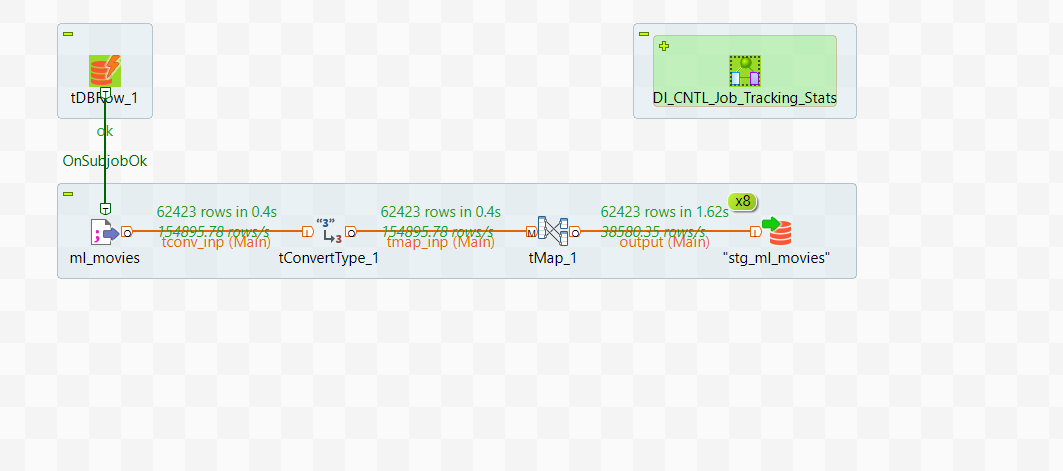 tDBRow_1
DI_CNTL_Job_Tracking_Stats
ok
OnSubjobOk
x8
62423 rows in 0.4s
154895.78 rows/s
tconv_inp (Main)
62423 rows in 0.4s
154895.78 rows/s
tmap_inp (Main)
62423 rows in 1.62s
38580.35 rows/s
output (Main)
ml_movies
tConvertType_1
tMap_1
"stg_ml_movies"